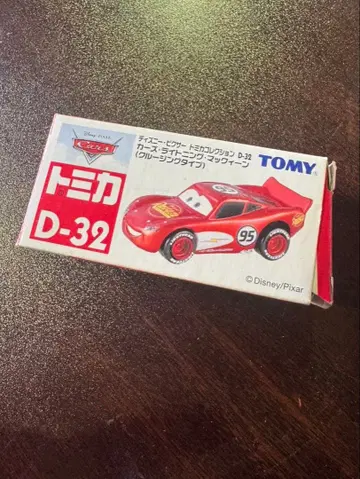 Disney·PIXAR
Cars
トミカ
D-32
ディズニー・ピクサー トミカコレクション D-32
カーズ・ライトニング・マックィーン
(クルージングタイプ)
TOMY
95
©Disney/Pixar